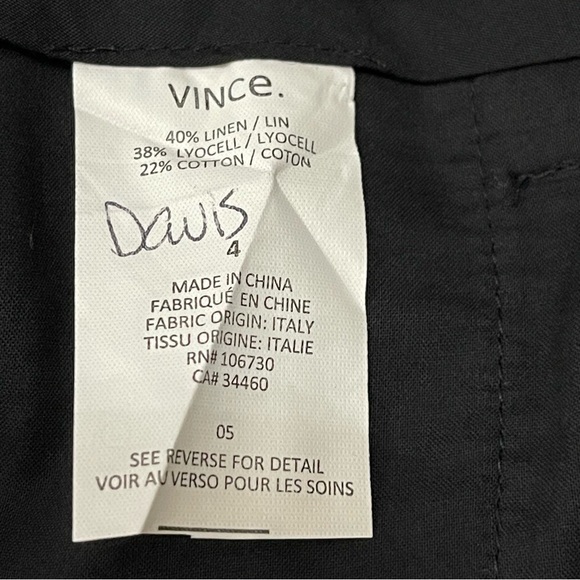 VINCe.
40% LINEN / LIN
38% LYOCELL / LYOCELL
22% COTTON / COTON
Davis
4
MADE IN CHINA
FABRIQUÉ EN CHINE
FABRIC ORIGIN: ITALY
TISSU ORIGINE: ITALIE
RN# 106730
CA# 34460
05
SEE REVERSE FOR DETAIL
VOIR AU VERSO POUR LES SOINS